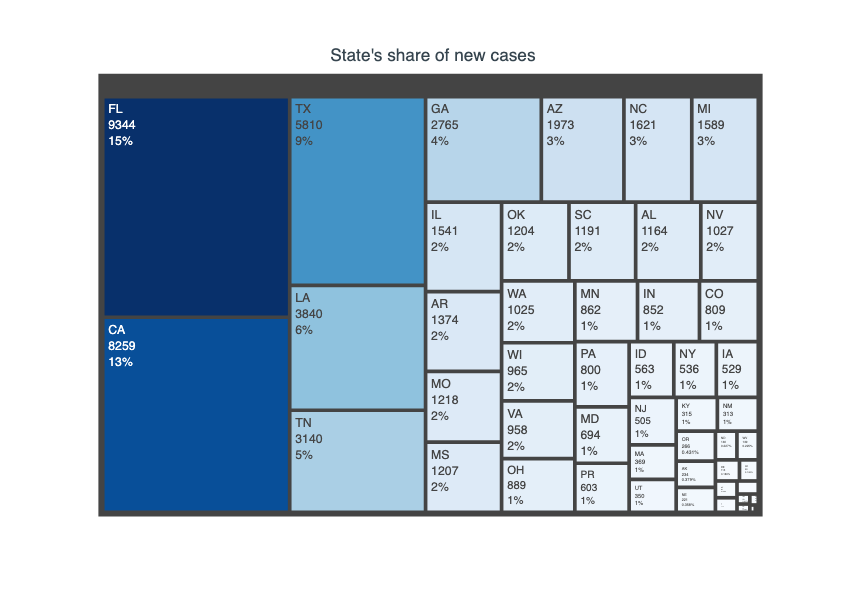 State's share of new cases
FL
9344
15%
CA
8259
13%
TX
5810
9%
LA
3840
6%
TN
3140
5%
GA
2765
4%
AZ
1973
3%
NC
1621
3%
MI
1589
3%
IL
1541
2%
AR
1374
2%
MO
1218
2%
MS
1207
2%
OK
1204
2%
SC
1191
2%
AL
1164
2%
NV
1027
2%
WA
1025
2%
WI
965
2%
VA
958
2%
OH
889
1%
MN
862
1%
IN
852
1%
CO
809
1%
PA
800
1%
MD
694
1%
PR
603
1%
ID
563
1%
NY
536
1%
IA
529
1%
NJ
505
1%
MA
369
1%
UT
350
1%
KY
315
1%
NM
313
1%
OR
234